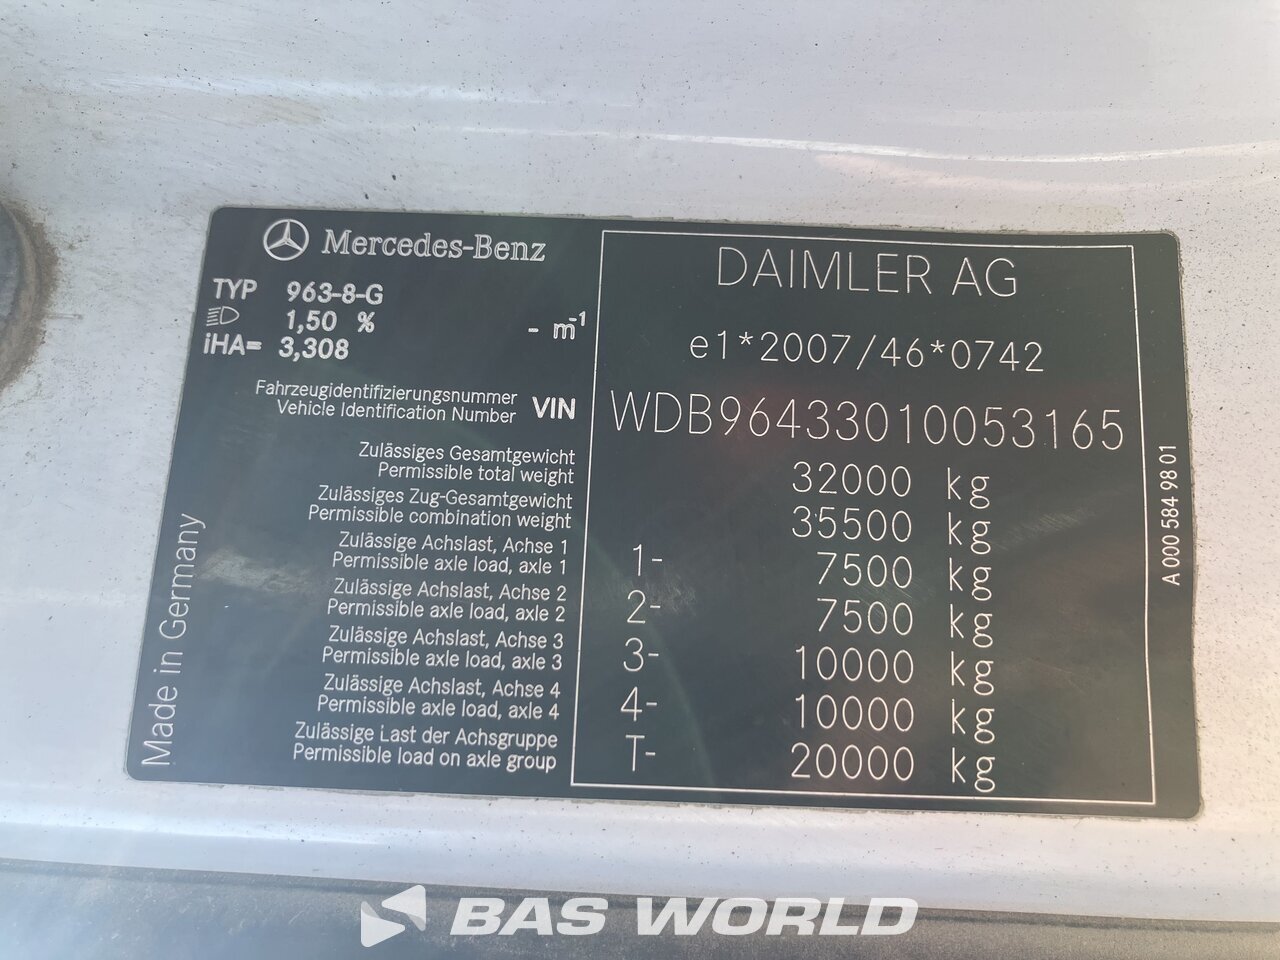 Mercedes-Benz
TYP 963-8-G
1,50 % - m⁻¹
iHA= 3,308
DAIMLER AG
e1*2007/46*0742
Fahrzeugidentifizierungsnummer
Vehicle Identification Number VIN WDB96433010053165
Zulässiges Gesamtgewicht
Permissible total weight 32000 kg
Zulässiges Zug-Gesamtgewicht
Permissible combination weight 35500 kg
Zulässige Achslast, Achse 1
Permissible axle load, axle 1 1- 7500 kg
Zulässige Achslast, Achse 2
Permissible axle load, axle 2 2- 7500 kg
Zulässige Achslast, Achse 3
Permissible axle load, axle 3 3- 10000 kg
Zulässige Achslast, Achse 4
Permissible axle load, axle 4 4- 10000 kg
Zulässige Last der Achsgruppe
Permissible load on axle group T- 20000 kg
Made in Germany
A 000 584 98 01
BAS WORLD